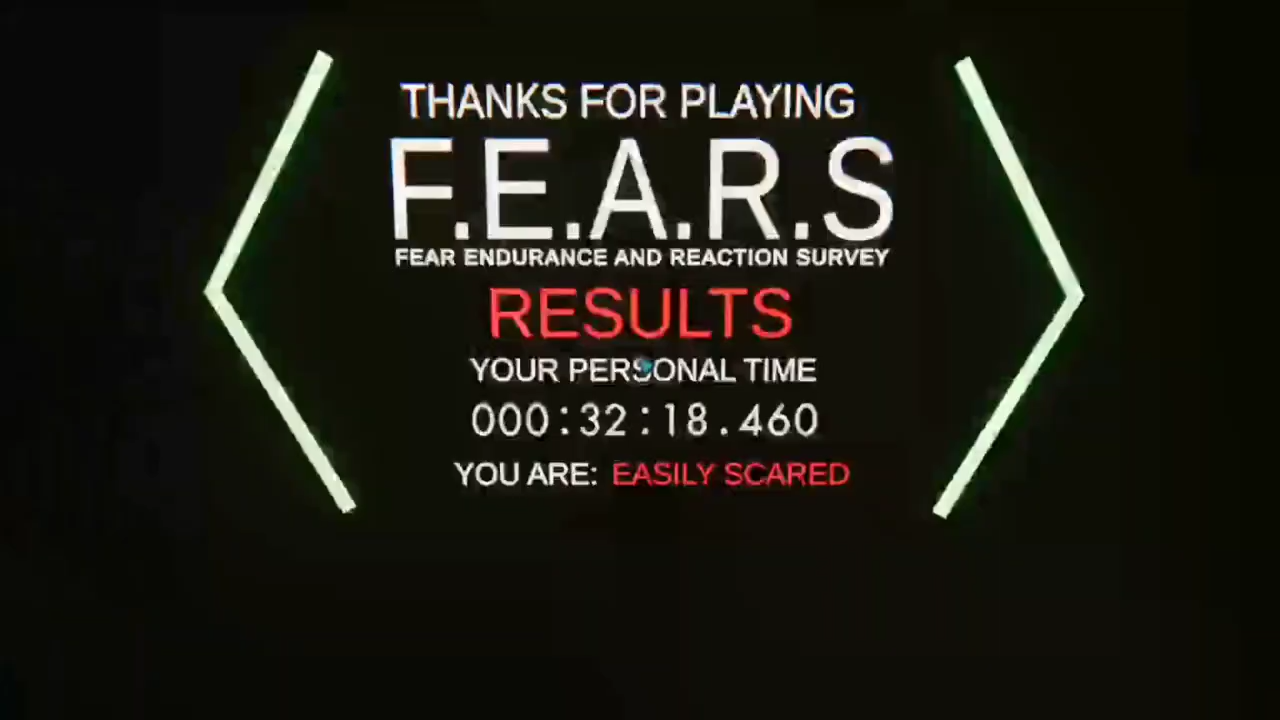 THANKS FOR PLAYING
F.E.A.R.S
FEAR ENDURANCE AND REACTION SURVEY
RESULTS
YOUR PERSONAL TIME
000:32:18.460
YOU ARE: EASILY SCARED